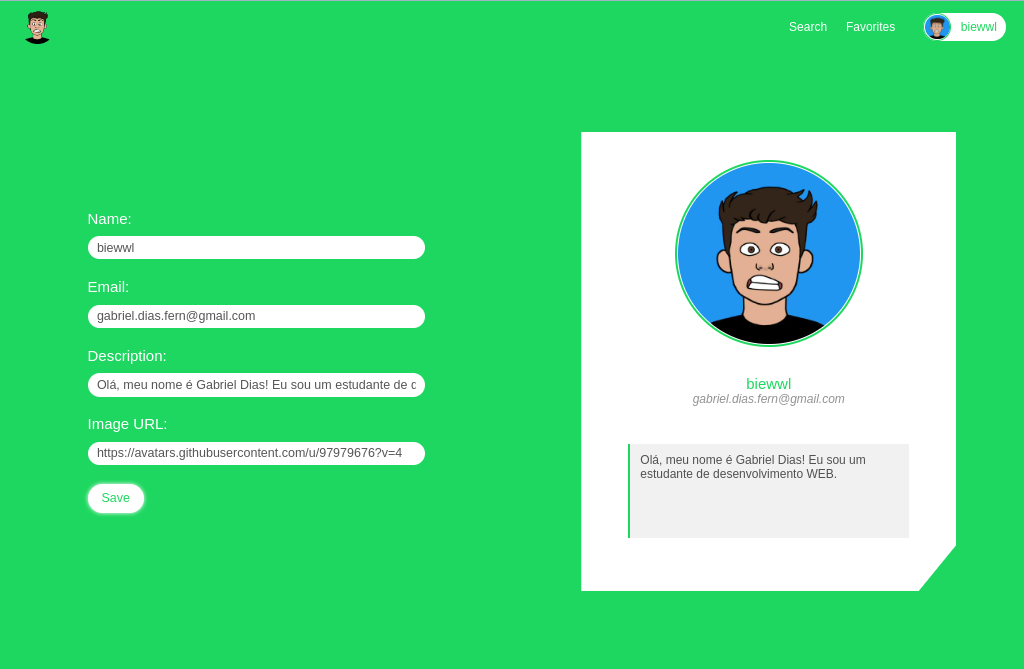 Search
Favorites
biewwl
Name:
biewwl
Email:
gabriel.dias.fern@gmail.com
Description:
Olá, meu nome é Gabriel Dias! Eu sou um estudante de
Image URL:
https://avatars.githubusercontent.com/u/97979676?v=4
Save
biewwl
gabriel.dias.fern@gmail.com
Olá, meu nome é Gabriel Dias! Eu sou um
estudante de desenvolvimento WEB.